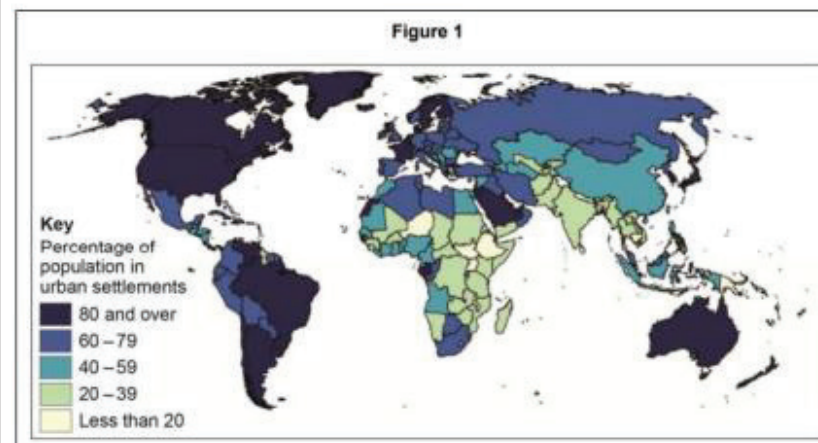 Figure 1
Key
Percentage of
population in
urban settlements
80 and over
60 – 79
40 – 59
20 – 39
Less than 20